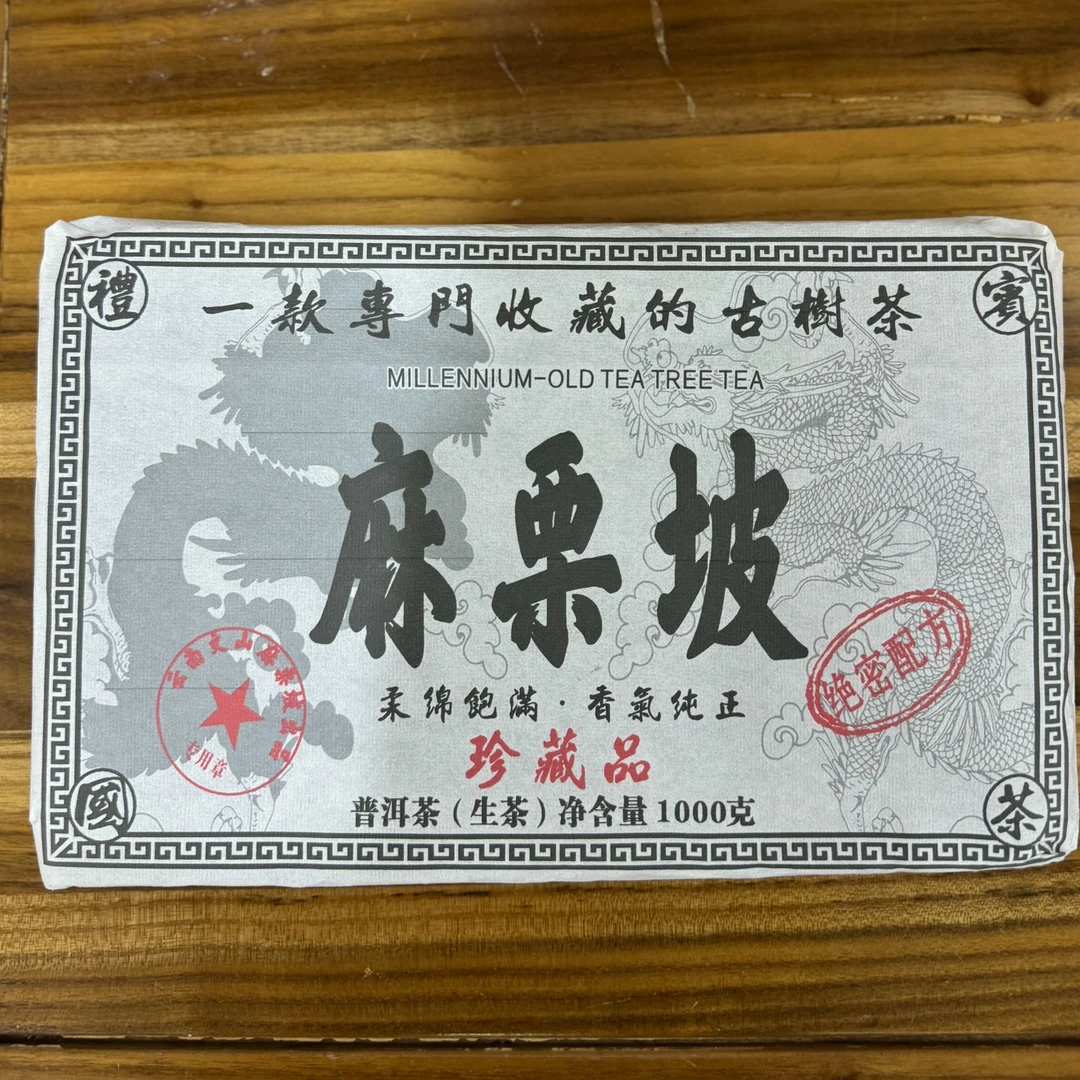 禮
賓
一款專門收藏的古樹茶
MILLENNIUM-OLD TEA TREE TEA
麻栗坡
绝密配方
柔綿飽滿·香氣純正
珍藏品
普洱茶(生茶)净含量1000克
國
茶